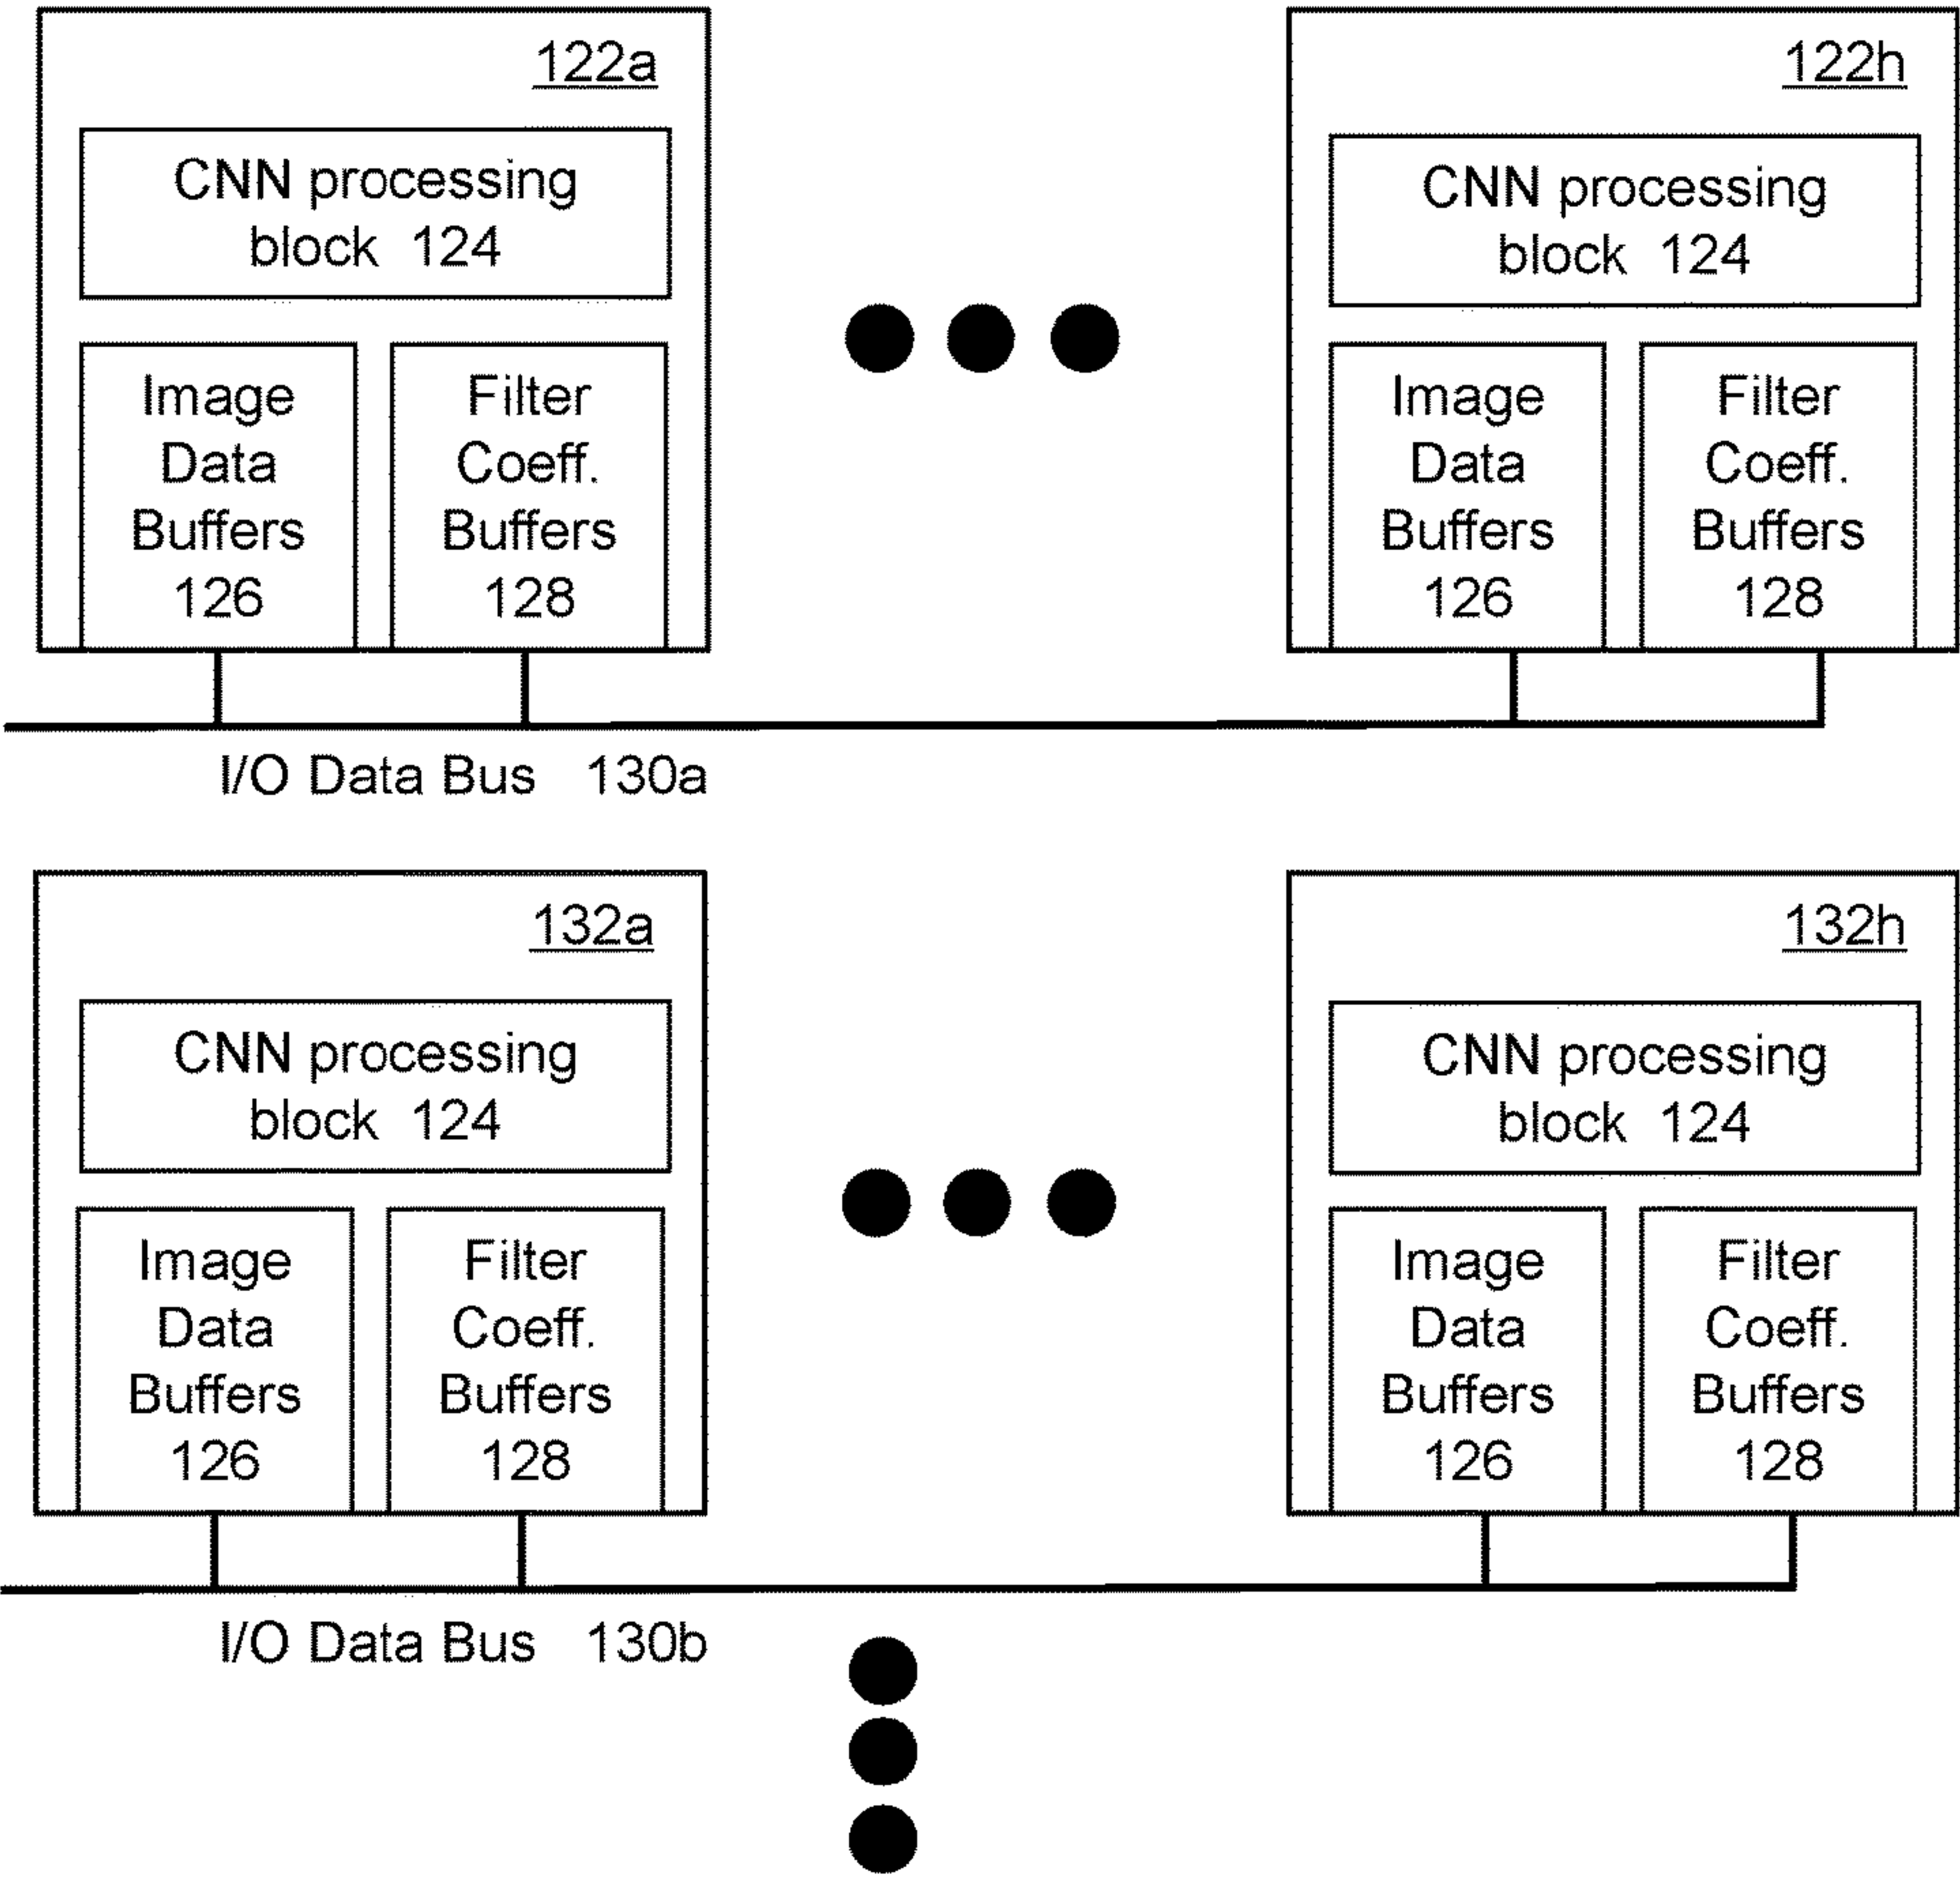 122a
CNN processing
block 124
Image
Data
Buffers
126
Filter
Coeff.
Buffers
128
122h
CNN processing
block 124
Image
Data
Buffers
126
Filter
Coeff.
Buffers
128
I/O Data Bus 130a
132a
CNN processing
block 124
Image
Data
Buffers
126
Filter
Coeff.
Buffers
128
132h
CNN processing
block 124
Image
Data
Buffers
126
Filter
Coeff.
Buffers
128
I/O Data Bus 130b